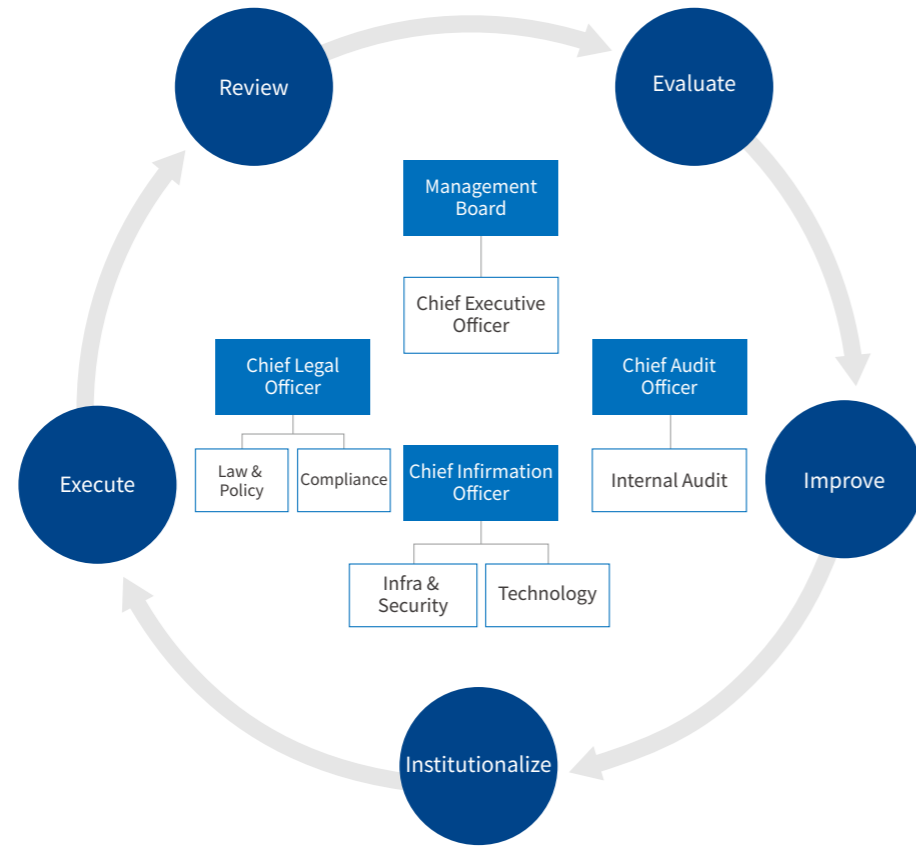 Review
Evaluate
Management
Board
Chief Executive
Officer
Chief Legal
Officer
Chief Audit
Officer
Law &
Policy
Compliance
Chief Infirmation
Officer
Internal Audit
Execute
Improve
Infra &
Security
Technology
Institutionalize